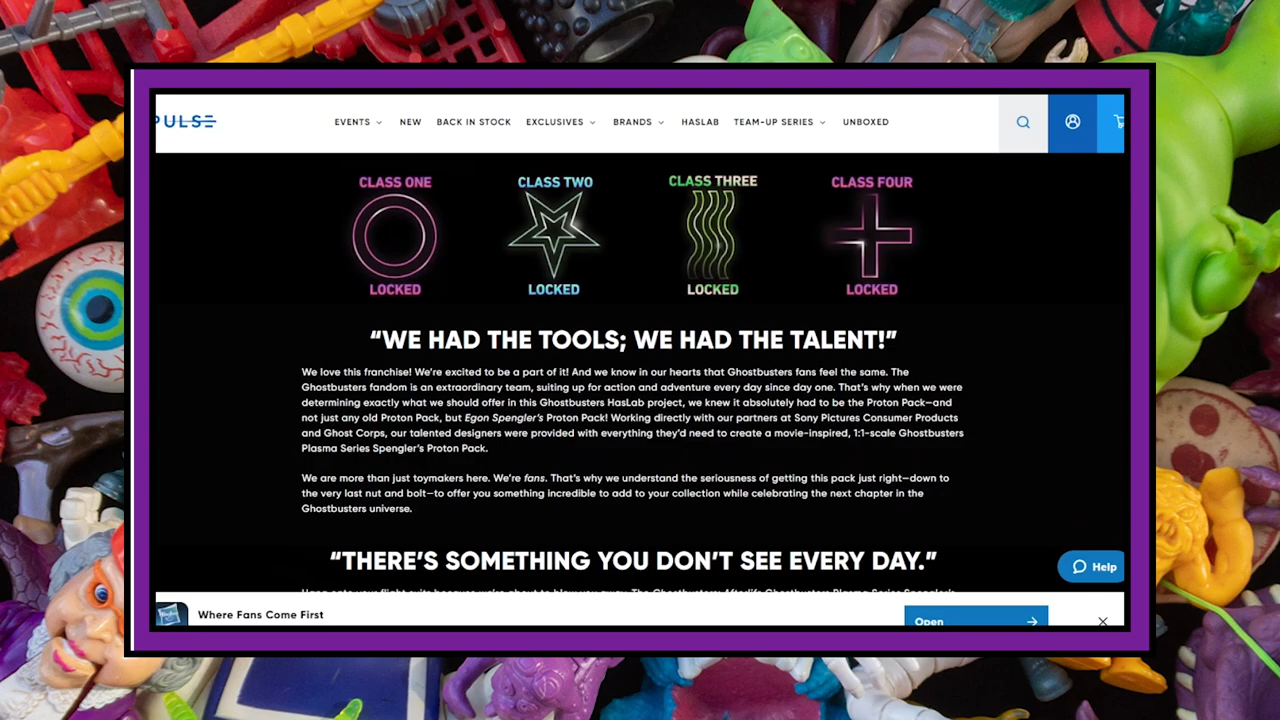 PULSE
EVENTS NEW BACK IN STOCK EXCLUSIVES BRANDS HASLAB TEAM-UP SERIES UNBOXED
CLASS ONE CLASS TWO CLASS THREE CLASS FOUR
LOCKED LOCKED LOCKED LOCKED
“WE HAD THE TOOLS; WE HAD THE TALENT!”
We love this franchise! We’re excited to be a part of it! And we know in our hearts that Ghostbusters fans feel the same. The
Ghostbusters fandom is an extraordinary team, suiting up for action and adventure every day since day one. That’s why when we were
determining exactly what we should offer in this Ghostbusters HasLab project, we knew it absolutely had to be the Proton Pack—and
not just any old Proton Pack, but Egon Spengler’s Proton Pack! Working directly with our partners at Sony Pictures Consumer Products
and Ghost Corps, our talented designers were provided with everything they’d need to create a movie-inspired, 1:1-scale Ghostbusters
Plasma Series Spengler’s Proton Pack.
We are more than just toymakers here. We’re fans. That’s why we understand the seriousness of getting this pack just right—down to
the very last nut and bolt—to offer you something incredible to add to your collection while celebrating the next chapter in the
Ghostbusters universe.
“THERE’S SOMETHING YOU DON’T SEE EVERY DAY.”
Help
Where Fans Come First
Open